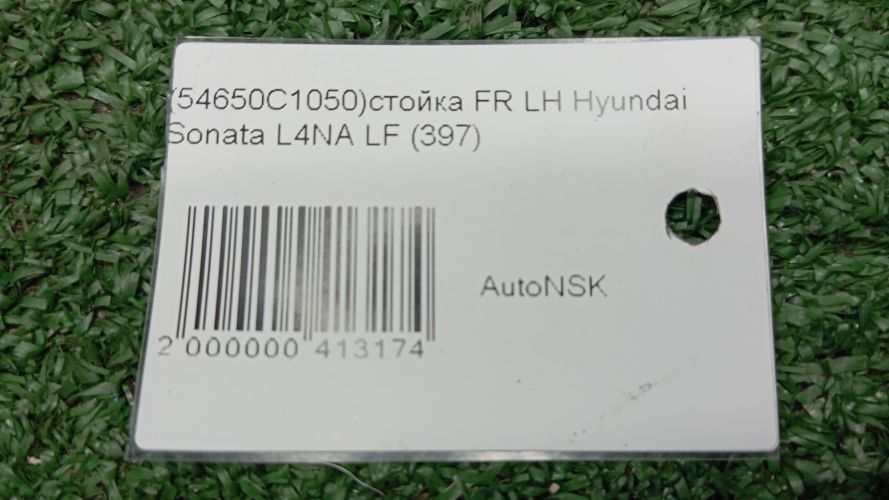 (54650C1050)стойка FR LH Hyundai
Sonata L4NA LF (397)
AutoNSK
2 000000 413174